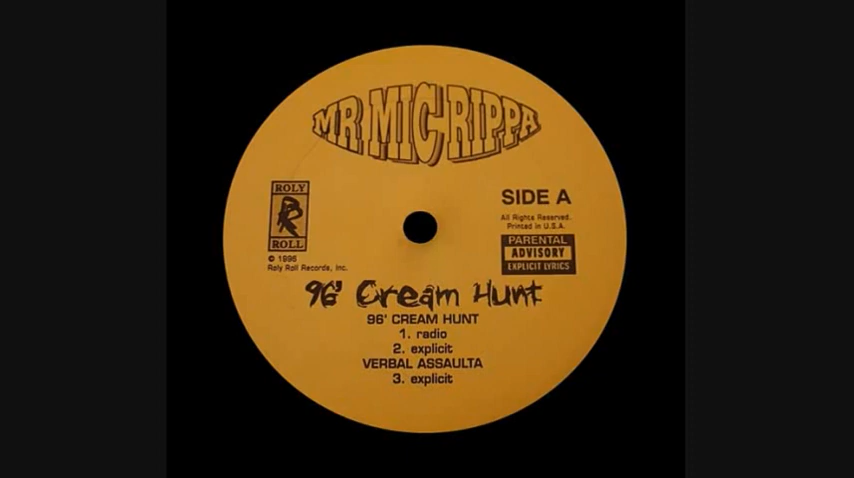 MR MIC RIPPA
ROLY
R
ROLL
© 1996
Roly Roll Records, Inc.
SIDE A
All Rights Reserved.
Printed in U.S.A.
PARENTAL
ADVISORY
EXPLICIT LYRICS
96' Cream Hunt
96' CREAM HUNT
1. radio
2. explicit
VERBAL ASSAULTA
3. explicit